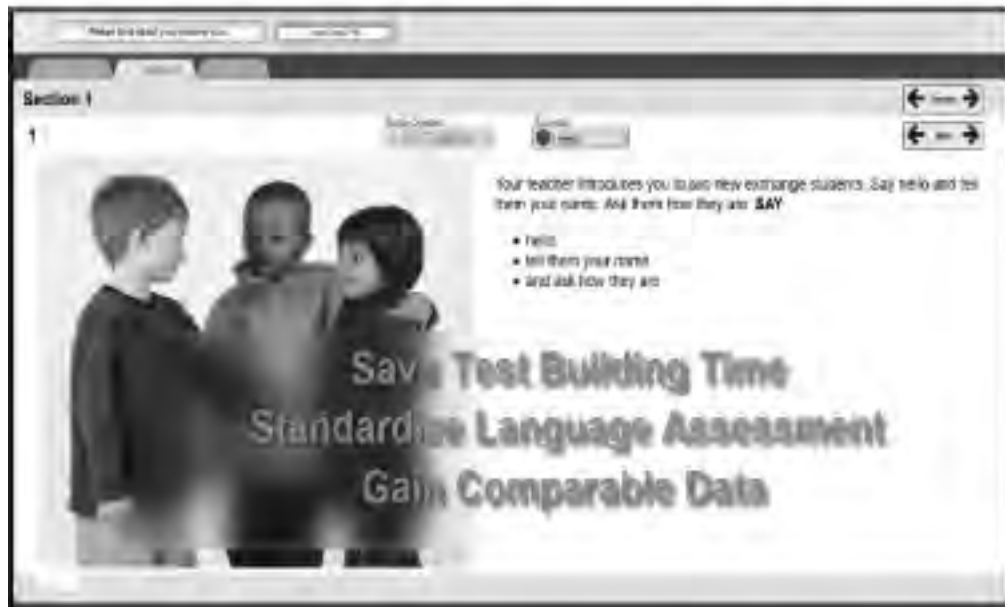 Section 1
1
Your teacher introduces you to two new exchange students. Say hello and tell
them your name. Ask them how they are. SAY
• hello
• tell them your name
• and ask how they are
Save Test Building Time
Standardize Language Assessment
Gain Comparable Data